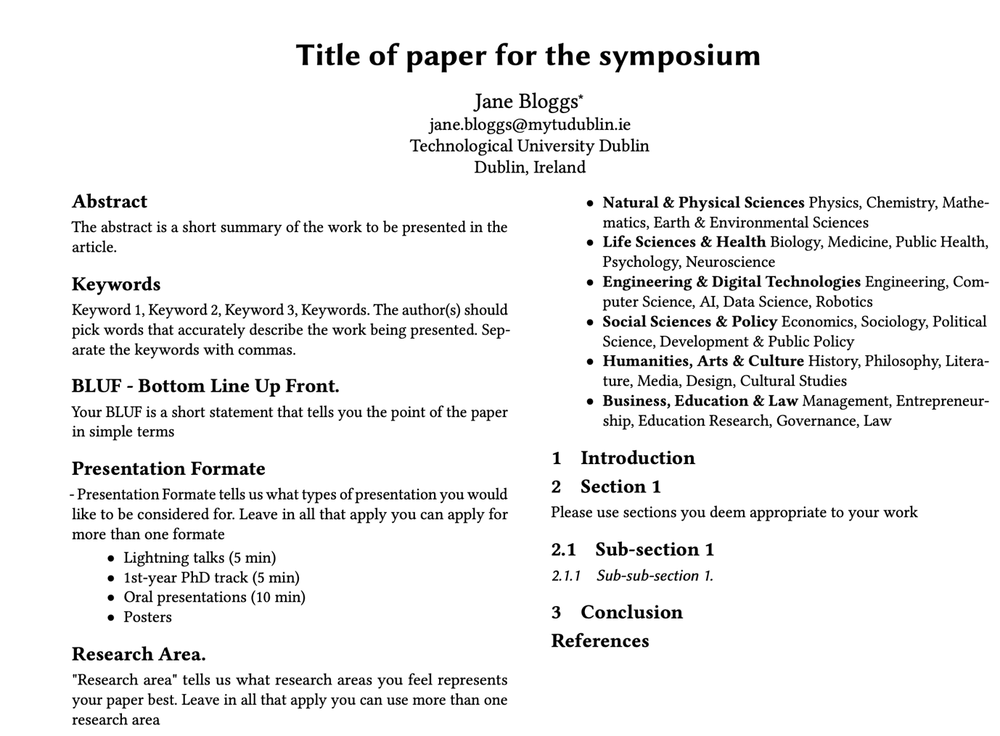 Title of paper for the symposium
Jane Bloggs*
jane.bloggs@mytudublin.ie
Technological University Dublin
Dublin, Ireland
Abstract
The abstract is a short summary of the work to be presented in the
article.
Keywords
Keyword 1, Keyword 2, Keyword 3, Keywords. The author(s) should
pick words that accurately describe the work being presented. Sep-
arate the keywords with commas.
BLUF - Bottom Line Up Front.
Your BLUF is a short statement that tells you the point of the paper
in simple terms
Presentation Formate
- Presentation Formate tells us what types of presentation you would
like to be considered for. Leave in all that apply you can apply for
more than one formate
• Lightning talks (5 min)
• 1st-year PhD track (5 min)
• Oral presentations (10 min)
• Posters
Research Area.
"Research area" tells us what research areas you feel represents
your paper best. Leave in all that apply you can use more than one
research area
• Natural & Physical Sciences Physics, Chemistry, Mathe-
matics, Earth & Environmental Sciences
• Life Sciences & Health Biology, Medicine, Public Health,
Psychology, Neuroscience
• Engineering & Digital Technologies Engineering, Com-
puter Science, AI, Data Science, Robotics
• Social Sciences & Policy Economics, Sociology, Political
Science, Development & Public Policy
• Humanities, Arts & Culture History, Philosophy, Litera-
ture, Media, Design, Cultural Studies
• Business, Education & Law Management, Entrepreneur-
ship, Education Research, Governance, Law
1 Introduction
2 Section 1
Please use sections you deem appropriate to your work
2.1 Sub-section 1
2.1.1 Sub-sub-section 1.
3 Conclusion
References